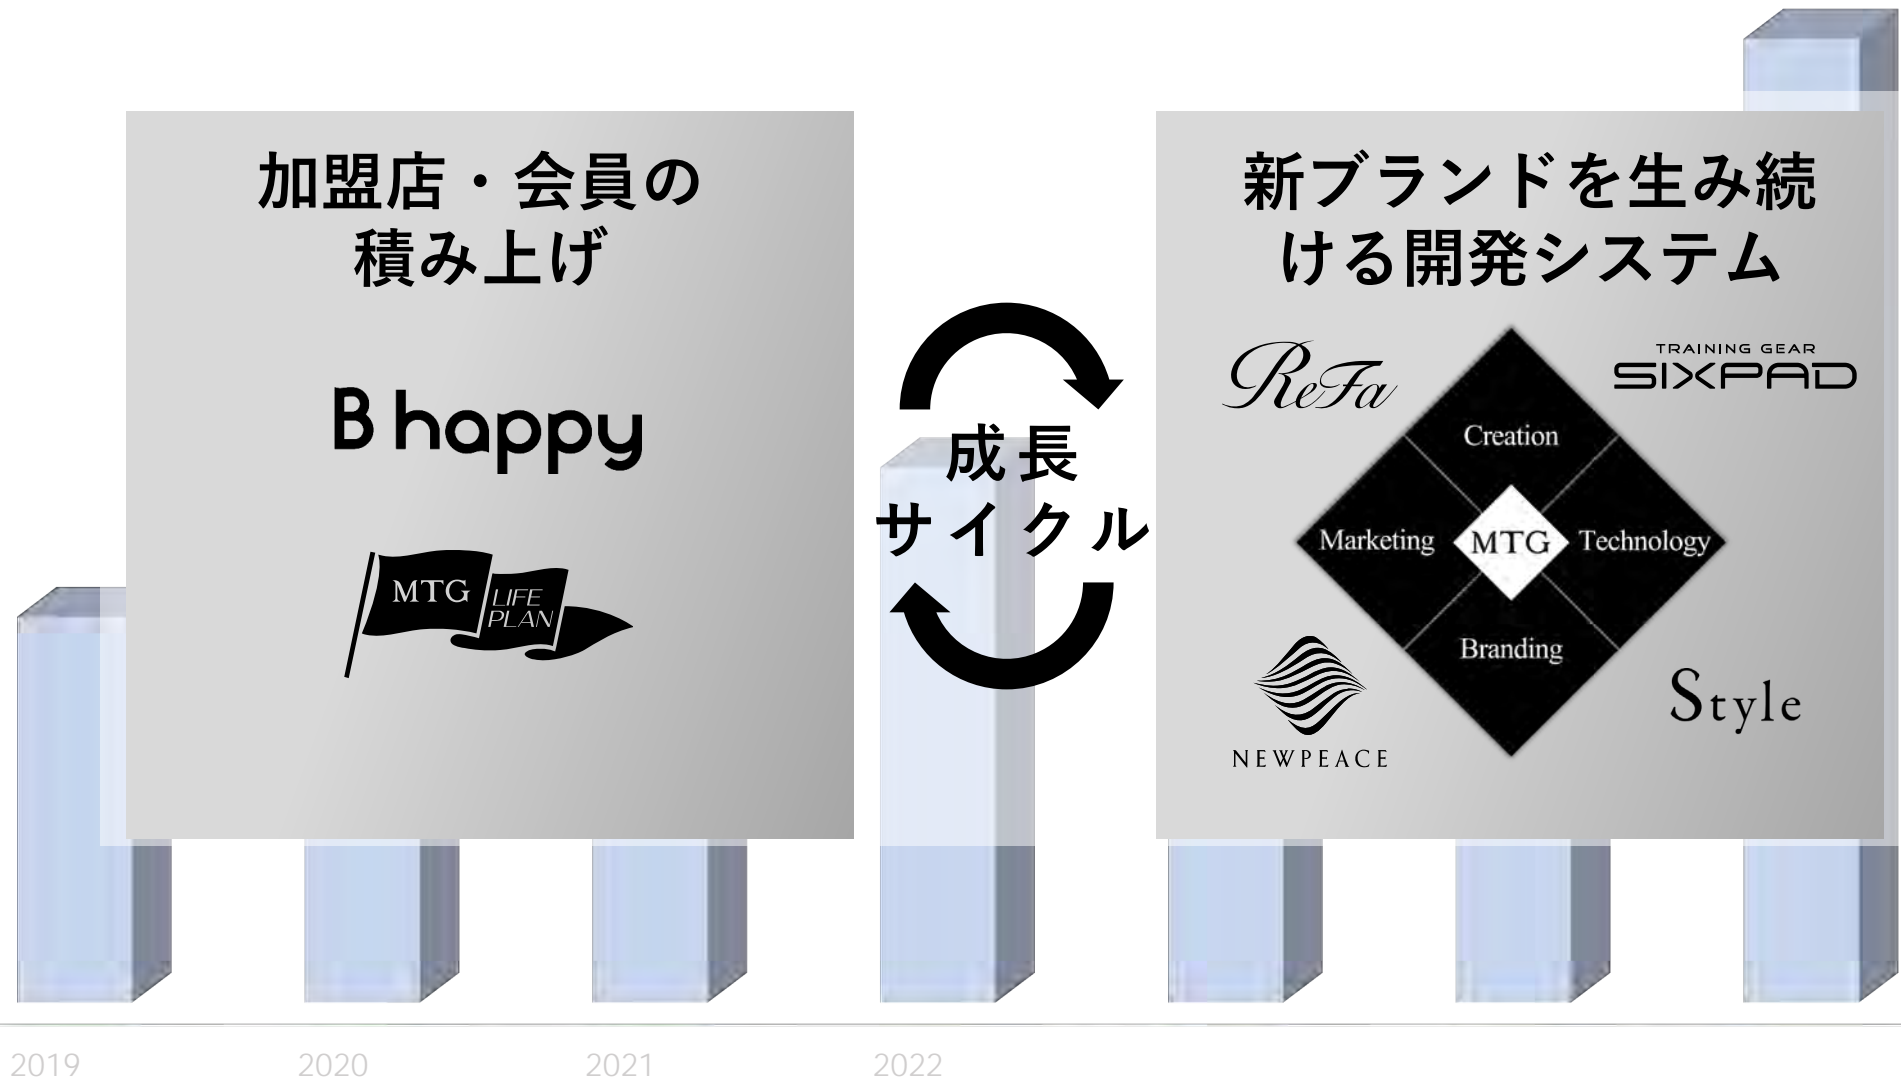 加盟店・会員の
積み上げ
B happy
MTG
LIFE
PLAN
成長
サイクル
新ブランドを生み続
ける開発システム
ReFa
TRAINING GEAR
SIXPAD
Creation
Marketing
MTG
Technology
Branding
NEWPEACE
Style
2019
2020
2021
2022